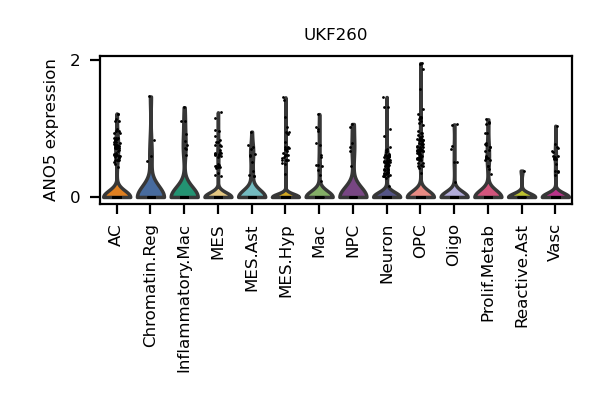 UKF260
ANO5 expression
2
0
AC
Chromatin.Reg
Inflammatory.Mac
MES
MES.Ast
MES.Hyp
Mac
NPC
Neuron
OPC
Oligo
Prolif.Metab
Reactive.Ast
Vasc